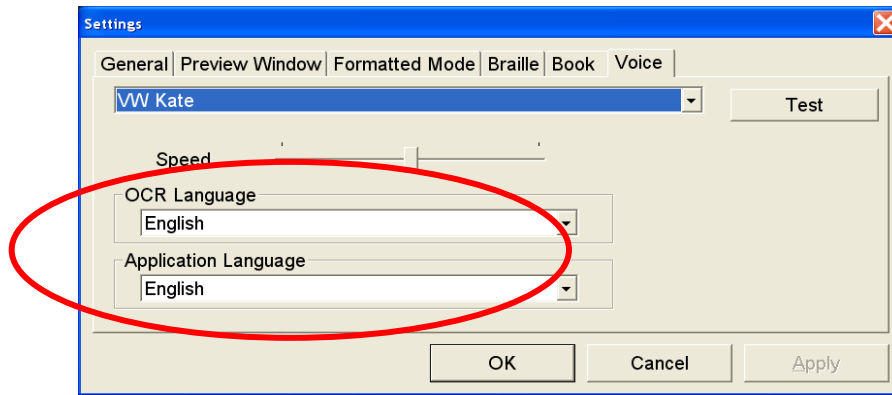 Settings
General Preview Window Formatted Mode Braille Book Voice
VW Kate
Test
Speed
OCR Language
English
Application Language
English
OK Cancel Apply